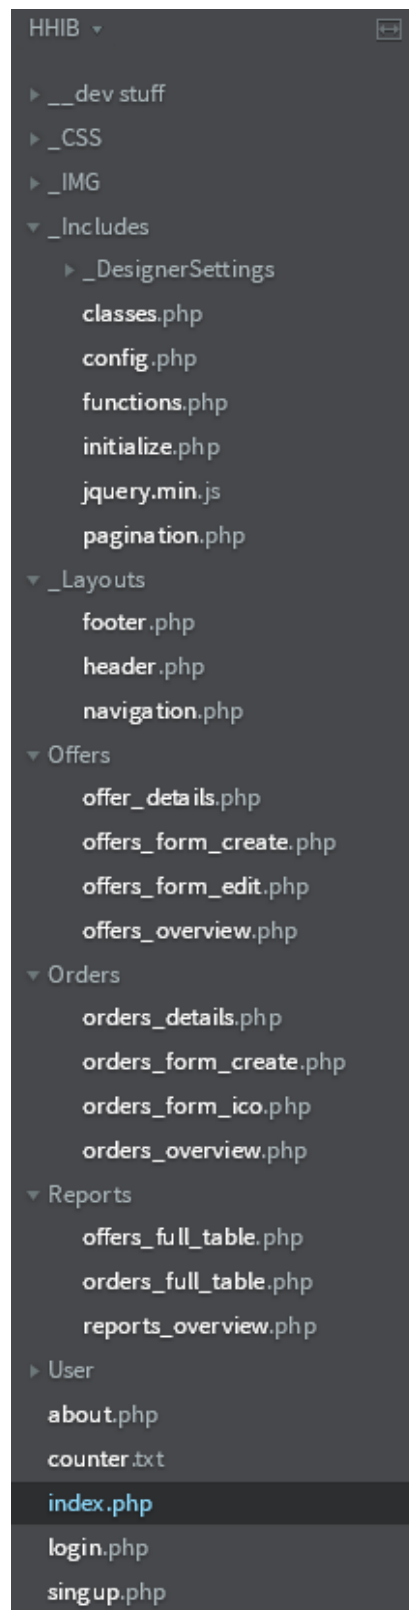 HHIB
__dev stuff
_CSS
_IMG
_Includes
_DesignerSettings
classes.php
config.php
functions.php
initialize.php
jquery.min.js
pagination.php
_Layouts
footer.php
header.php
navigation.php
Offers
offer_details.php
offers_form_create.php
offers_form_edit.php
offers_overview.php
Orders
orders_details.php
orders_form_create.php
orders_form_ico.php
orders_overview.php
Reports
offers_full_table.php
orders_full_table.php
reports_overview.php
User
about.php
counter.txt
index.php
login.php
singup.php